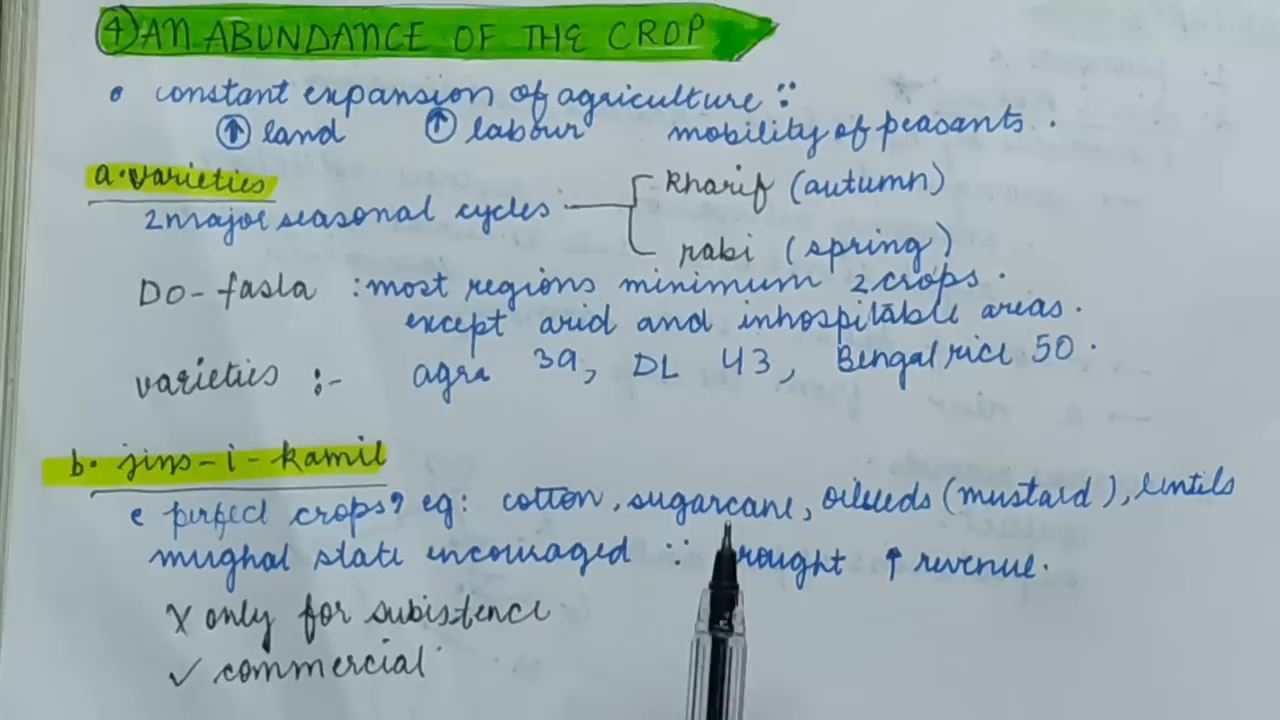 ④ AN ABUNDANCE OF THE CROP
• constant expansion of agriculture ∵
↑ land ↑ labour mobility of peasants.
a. varieties
2 major seasonal cycles
Kharif (autumn)
rabi (spring)
Do-fasla : most regions minimum 2 crops.
except arid and inhospitable areas.
varieties :- agra 39, DL 43, Bengal rice 50.
b. jins-i-kamil
perfect crops? eg: cotton, sugarcane, oilseeds (mustard), lentils
mughal state encouraged ∵ brought ↑ revenue.
x only for subistence
✓ commercial